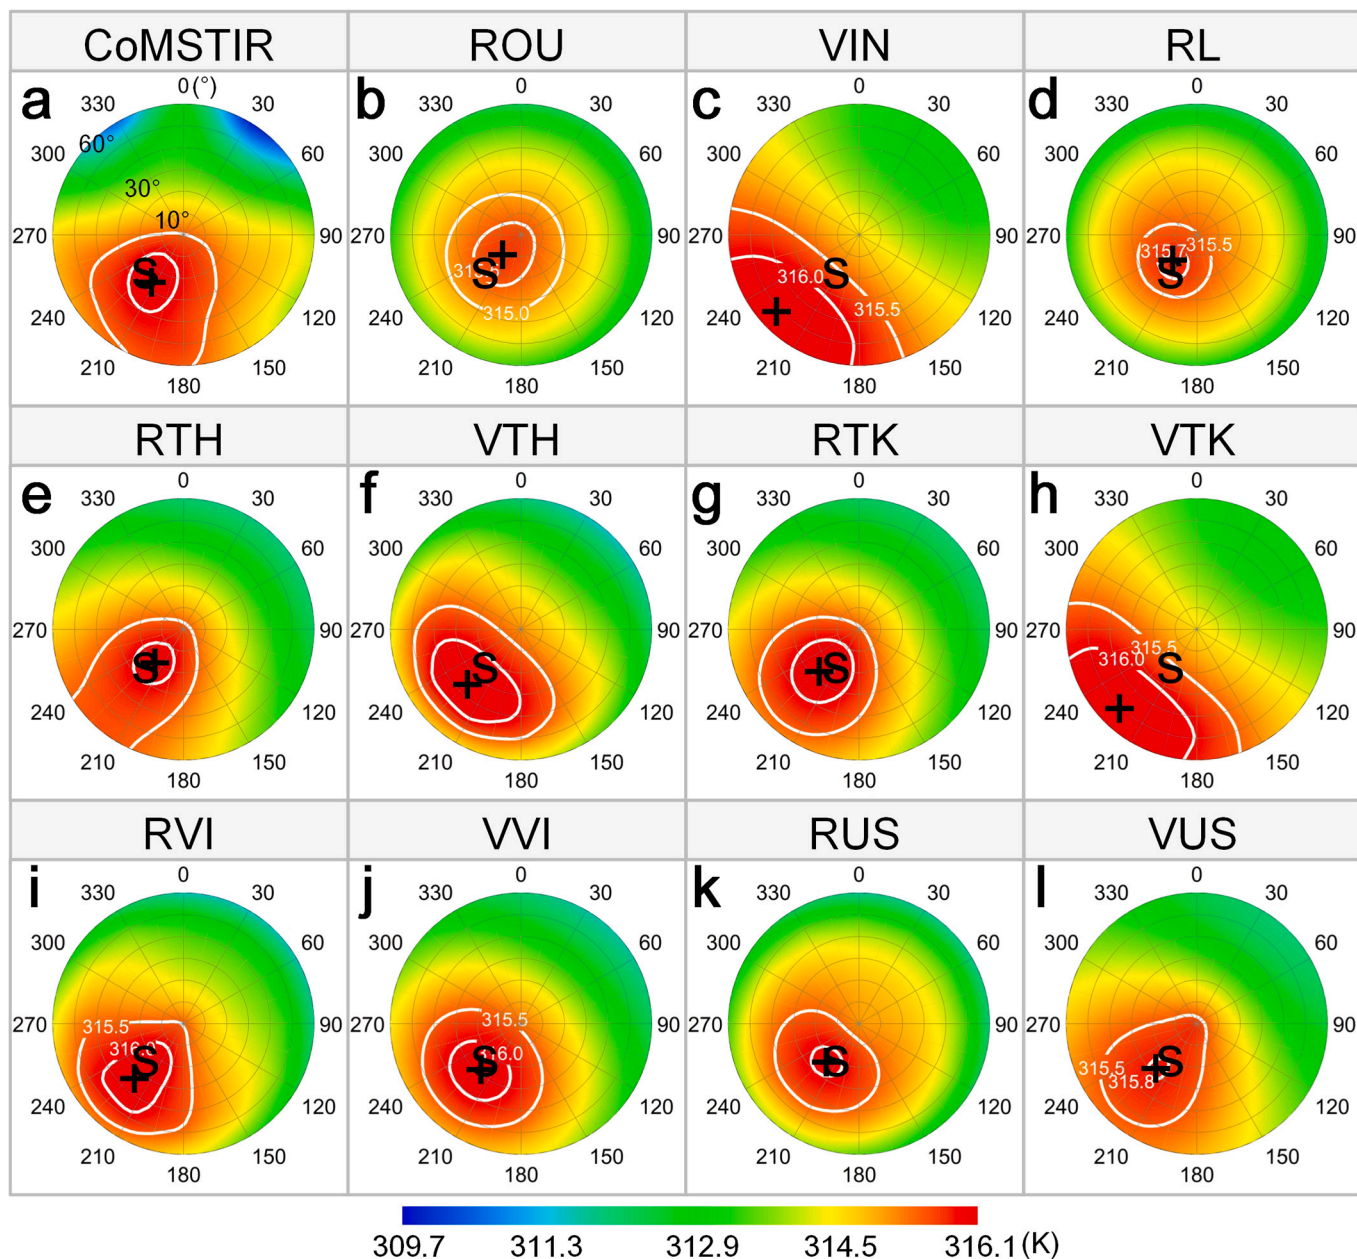 CoMSTIR ROU VIN RL
a b c d
0 (°) 0 0 0
330 30 330 30 330 30 330 30
60°
300 60 300 60 300 60 300 60
30°
10°
270 90 270 90 270 90 270 90
315.7 315.5
S S S S
316.0
315.5
315.0
240 120 240 120 240 120 240 120
210 150 210 150 210 150 210 150
180 180 180 180
RTH VTH RTK VTK
e f g h
0 0 0 0
330 30 330 30 330 30 330 30
300 60 300 60 300 60 300 60
270 90 270 90 270 90 270 90
315.5
316.0
S S S S
240 120 240 120 240 120 240 120
210 150 210 150 210 150 210 150
180 180 180 180
RVI VVI RUS VUS
i j k l
0 0 0 0
330 30 330 30 330 30 330 30
300 60 300 60 300 60 300 60
270 90 270 90 270 90 270 90
315.5 315.5
316.0 316.0
S S S S
315.5
315.8
240 120 240 120 240 120 240 120
210 150 210 150 210 150 210 150
180 180 180 180
309.7 311.3 312.9 314.5 316.1 (K)